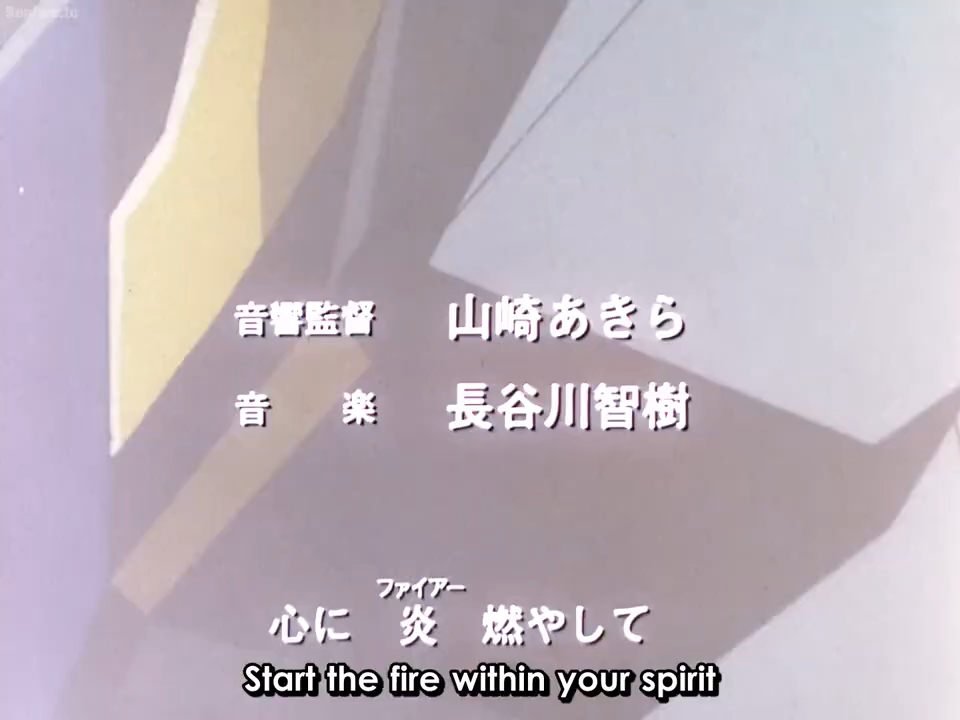 音響監督 山崎あきら
音楽 長谷川智樹
ファイアー
心に 炎 燃やして
Start the fire within your spirit